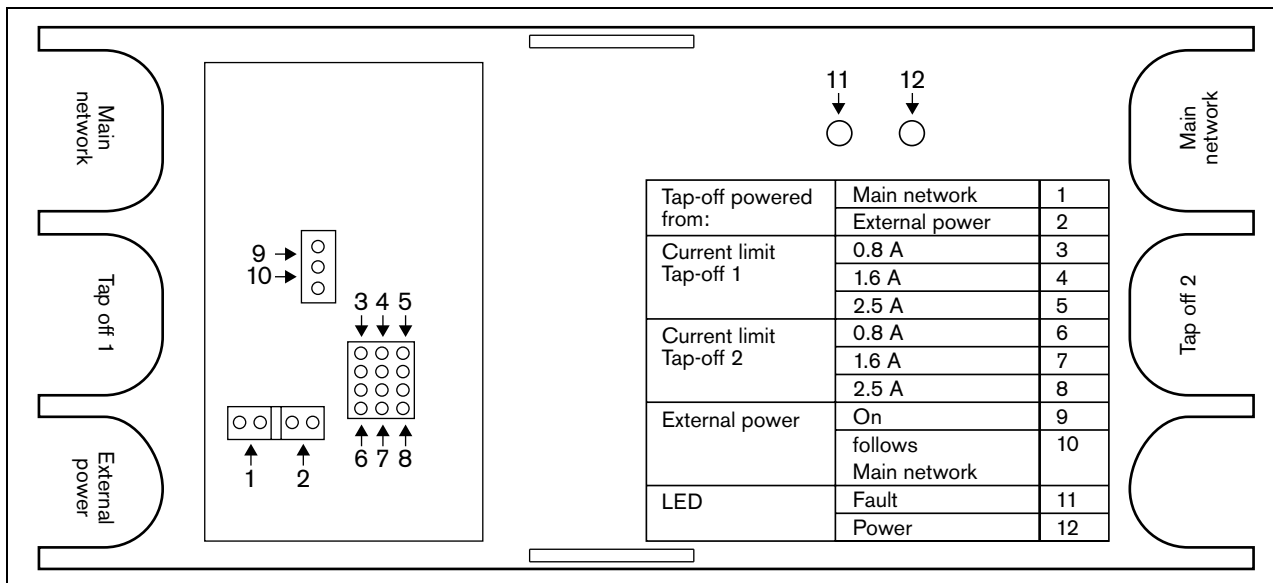 Main
network
Tap off 1
External
power
9
10
3 4 5
6 7 8
1 2
11 12
Tap-off powered
from:
Main network 1
External power 2
Current limit
Tap-off 1
0.8 A 3
1.6 A 4
2.5 A 5
Current limit
Tap-off 2
0.8 A 6
1.6 A 7
2.5 A 8
External power
On 9
follows
Main network
10
LED
Fault 11
Power 12
Main
network
Tap off 2